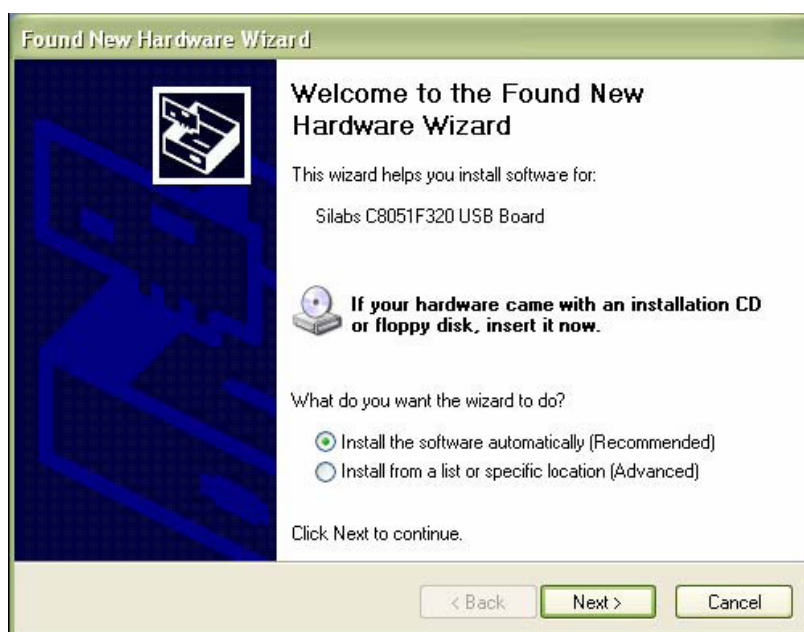 Found New Hardware Wizard
Welcome to the Found New
Hardware Wizard
This wizard helps you install software for:
Silabs C8051F320 USB Board
If your hardware came with an installation CD
or floppy disk, insert it now.
What do you want the wizard to do?
Install the software automatically (Recommended)
Install from a list or specific location (Advanced)
Click Next to continue.
< Back Next > Cancel